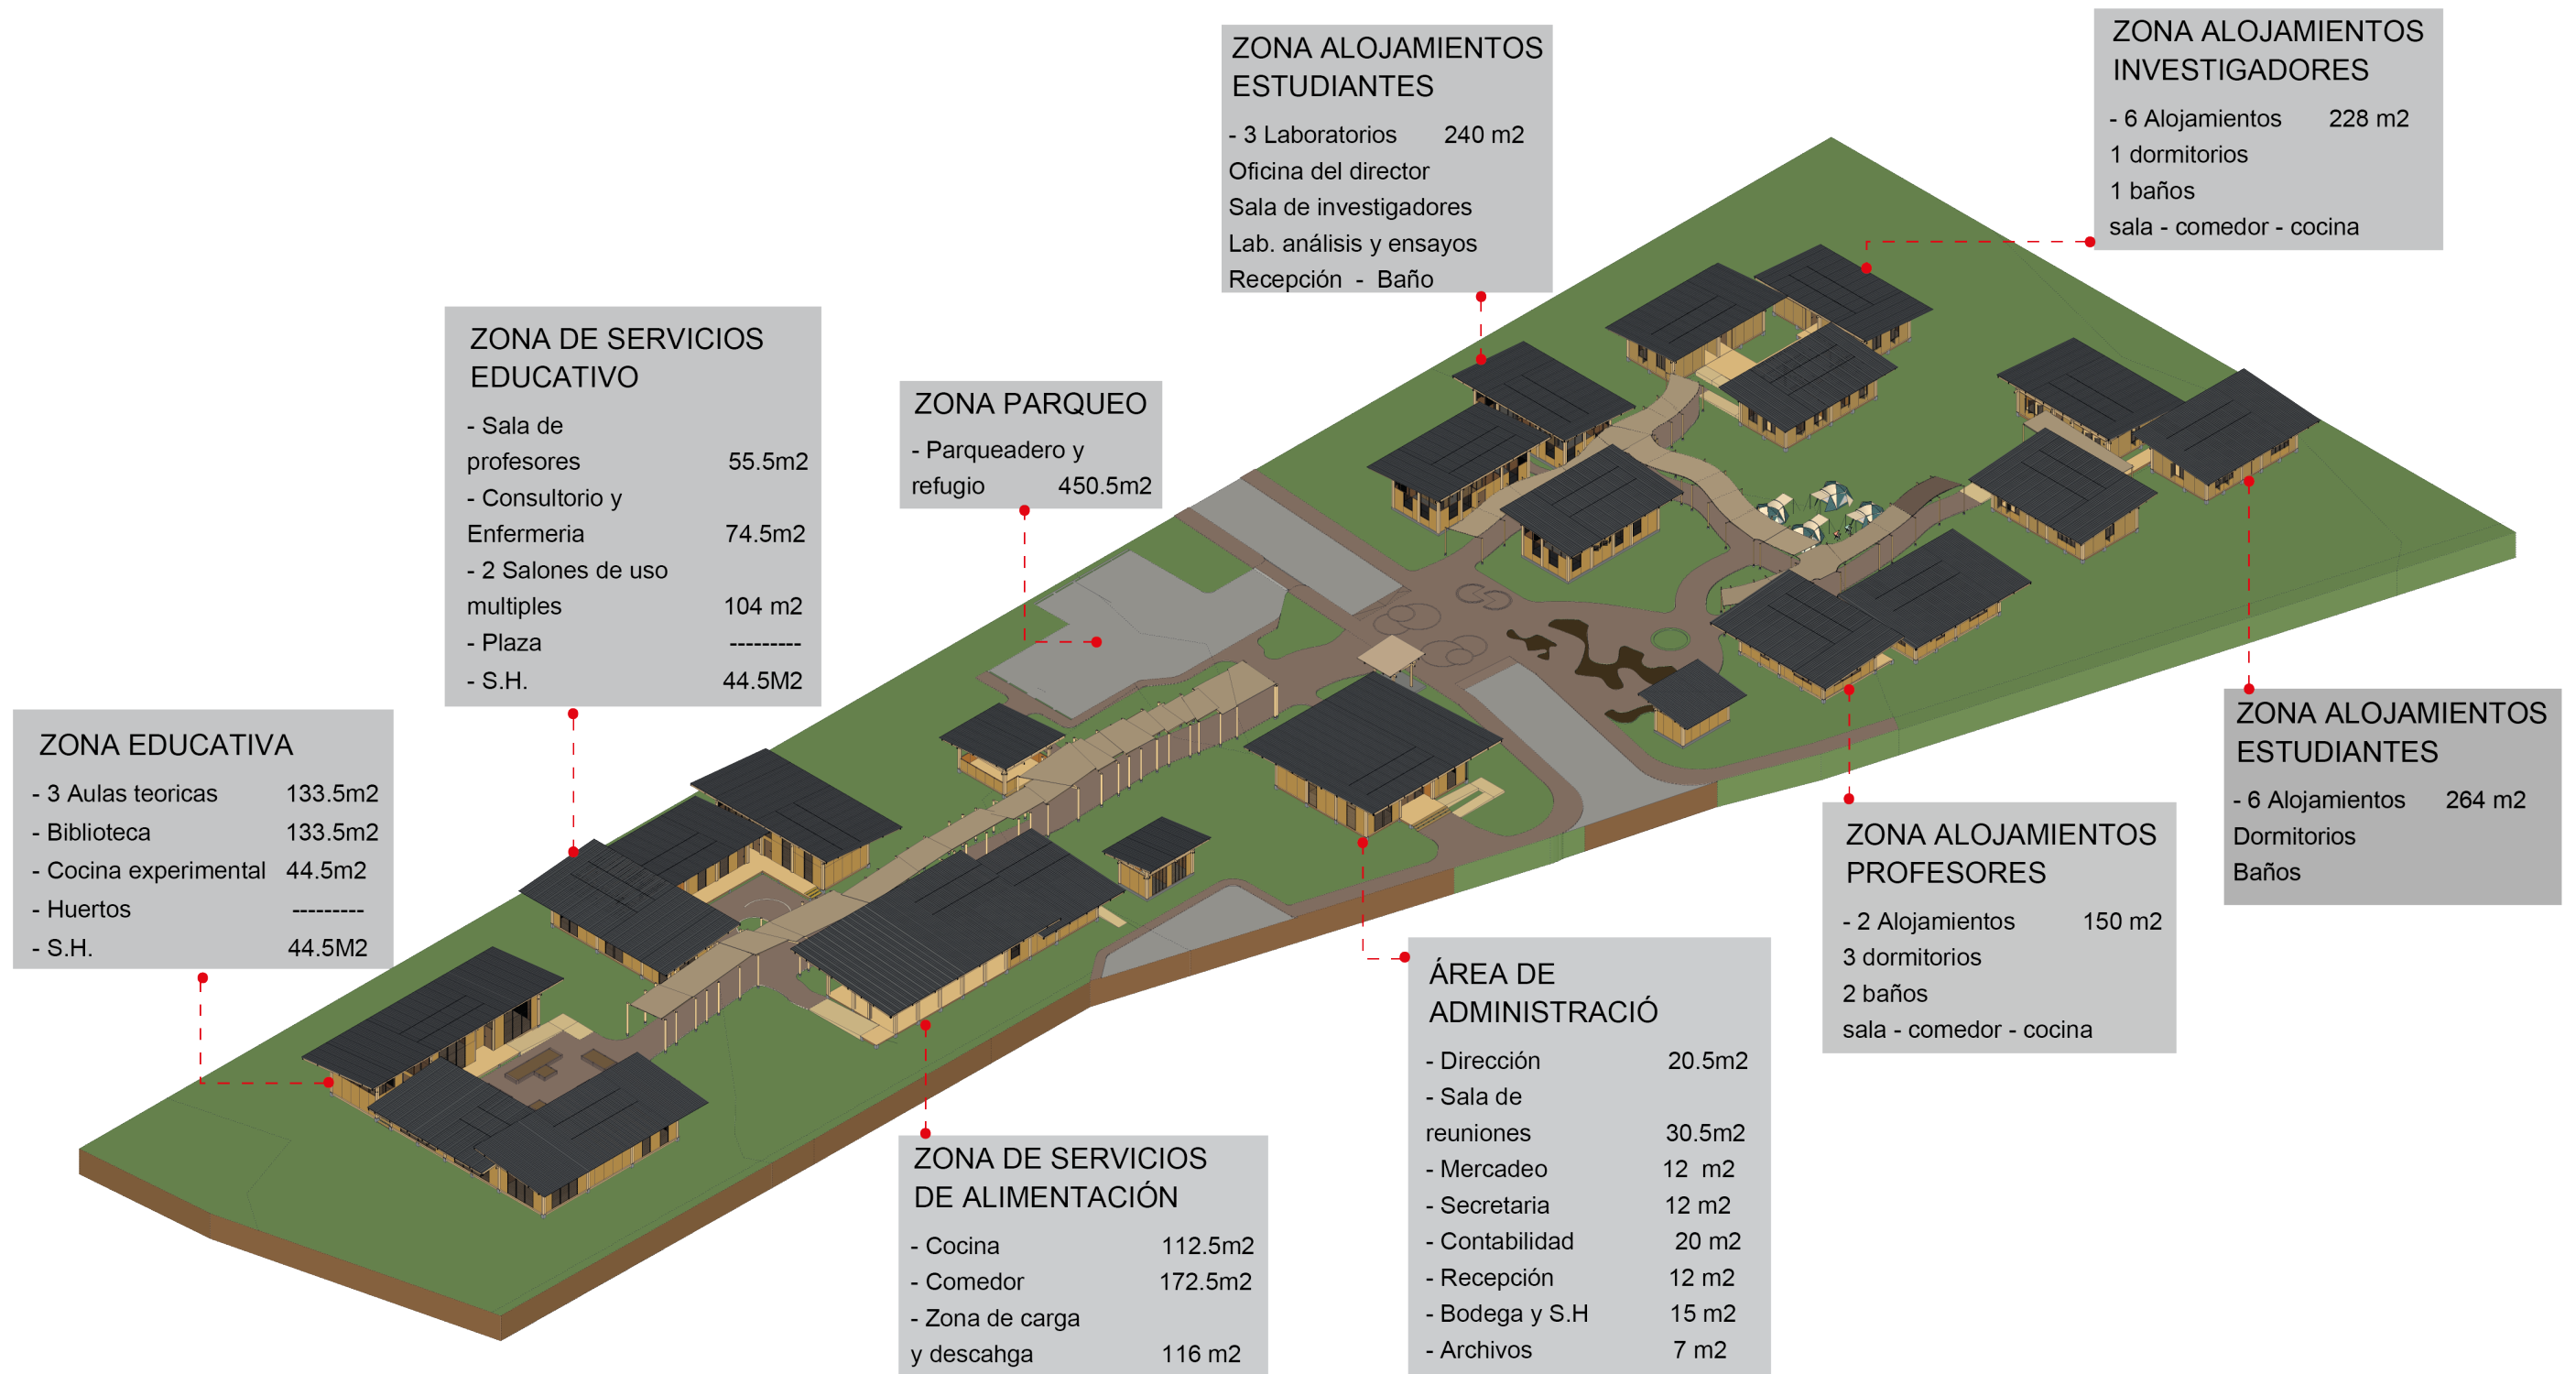 ZONA ALOJAMIENTOS
INVESTIGADORES
- 6 Alojamientos 228 m2
1 dormitorios
1 baños
sala - comedor - cocina
ZONA ALOJAMIENTOS
ESTUDIANTES
- 3 Laboratorios 240 m2
Oficina del director
Sala de investigadores
Lab. análisis y ensayos
Recepción - Baño
ZONA DE SERVICIOS
EDUCATIVO
- Sala de
profesores 55.5m2
- Consultorio y
Enfermeria 74.5m2
- 2 Salones de uso
multiples 104 m2
- Plaza ---------
- S.H. 44.5M2
ZONA PARQUEO
- Parqueadero y
refugio 450.5m2
ZONA EDUCATIVA
- 3 Aulas teoricas 133.5m2
- Biblioteca 133.5m2
- Cocina experimental 44.5m2
- Huertos ---------
- S.H. 44.5M2
ZONA ALOJAMIENTOS
ESTUDIANTES
- 6 Alojamientos 264 m2
Dormitorios
Baños
ZONA ALOJAMIENTOS
PROFESORES
- 2 Alojamientos 150 m2
3 dormitorios
2 baños
sala - comedor - cocina
ÁREA DE
ADMINISTRACIÓ
- Dirección 20.5m2
- Sala de
reuniones 30.5m2
- Mercadeo 12 m2
- Secretaria 12 m2
- Contabilidad 20 m2
- Recepción 12 m2
- Bodega y S.H 15 m2
- Archivos 7 m2
ZONA DE SERVICIOS
DE ALIMENTACIÓN
- Cocina 112.5m2
- Comedor 172.5m2
- Zona de carga
y descahga 116 m2